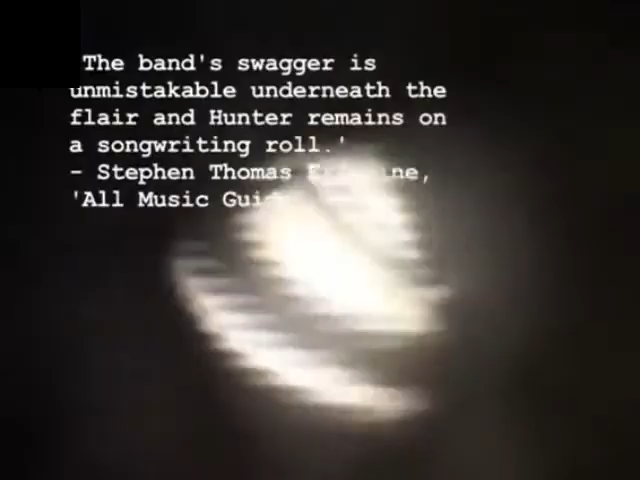 The band's swagger is
unmistakable underneath the
flair and Hunter remains on
a songwriting roll.'
- Stephen Thomas
'All Music